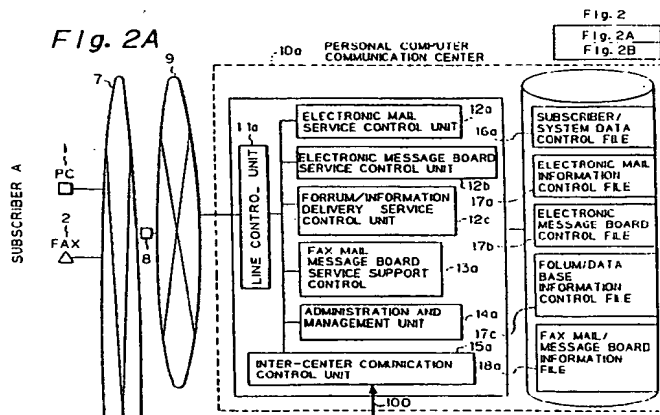 Fig. 2
Fig. 2A
Fig. 2B
Fig. 2A
10a
PERSONAL COMPUTER
COMMUNICATION CENTER
7
9
SUBSCRIBER A
1
PC
2
FAX
8
11a
LINE CONTROL UNIT
ELECTRONIC MAIL
SERVICE CONTROL UNIT
12a
16a
ELECTRONIC MESSAGE BOARD
SERVICE CONTROL UNIT
12b
17a
FORRUM/INFORMATION
DELIVERY SERVICE
CONTROL UNIT
12c
17b
FAX MAIL
MESSAGE BOARD
SERVICE SUPPORT
CONTROL
13a
ADMINISTRATION AND
MANAGEMENT UNIT
14a
17c
15a
INTER-CENTER COMUNICATION
CONTROL UNIT
18a
100
SUBSCRIBER/
SYSTEM DATA
CONTROL FILE
ELECTRONIC MAIL
INFORMATION
CONTROL FILE
ELECTRONIC
MESSAGE BOARD
CONTROL FILE
FOLUM/DATA
BASE
INFORMATION
CONTROL FILE
FAX MAIL/
MESSAGE BOARD
INFORMATION
FILE